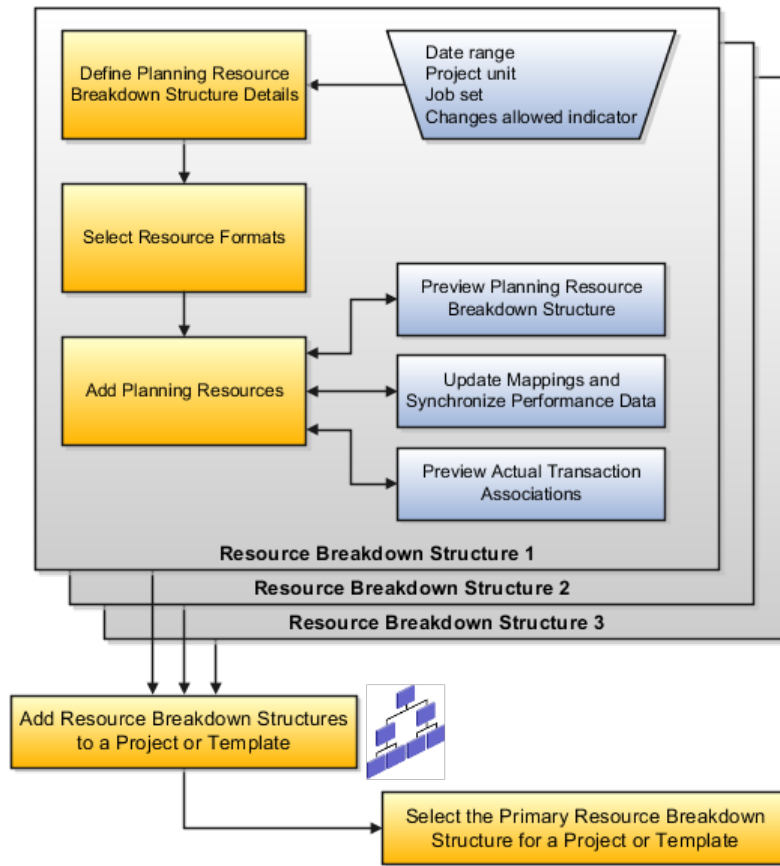 Define Planning Resource
Breakdown Structure Details
Date range
Project unit
Job set
Changes allowed indicator
Select Resource Formats
Preview Planning Resource
Breakdown Structure
Add Planning Resources
Update Mappings and
Synchronize Performance Data
Preview Actual Transaction
Associations
Resource Breakdown Structure 1
Resource Breakdown Structure 2
Resource Breakdown Structure 3
Add Resource Breakdown Structures
to a Project or Template
Select the Primary Resource Breakdown
Structure for a Project or Template